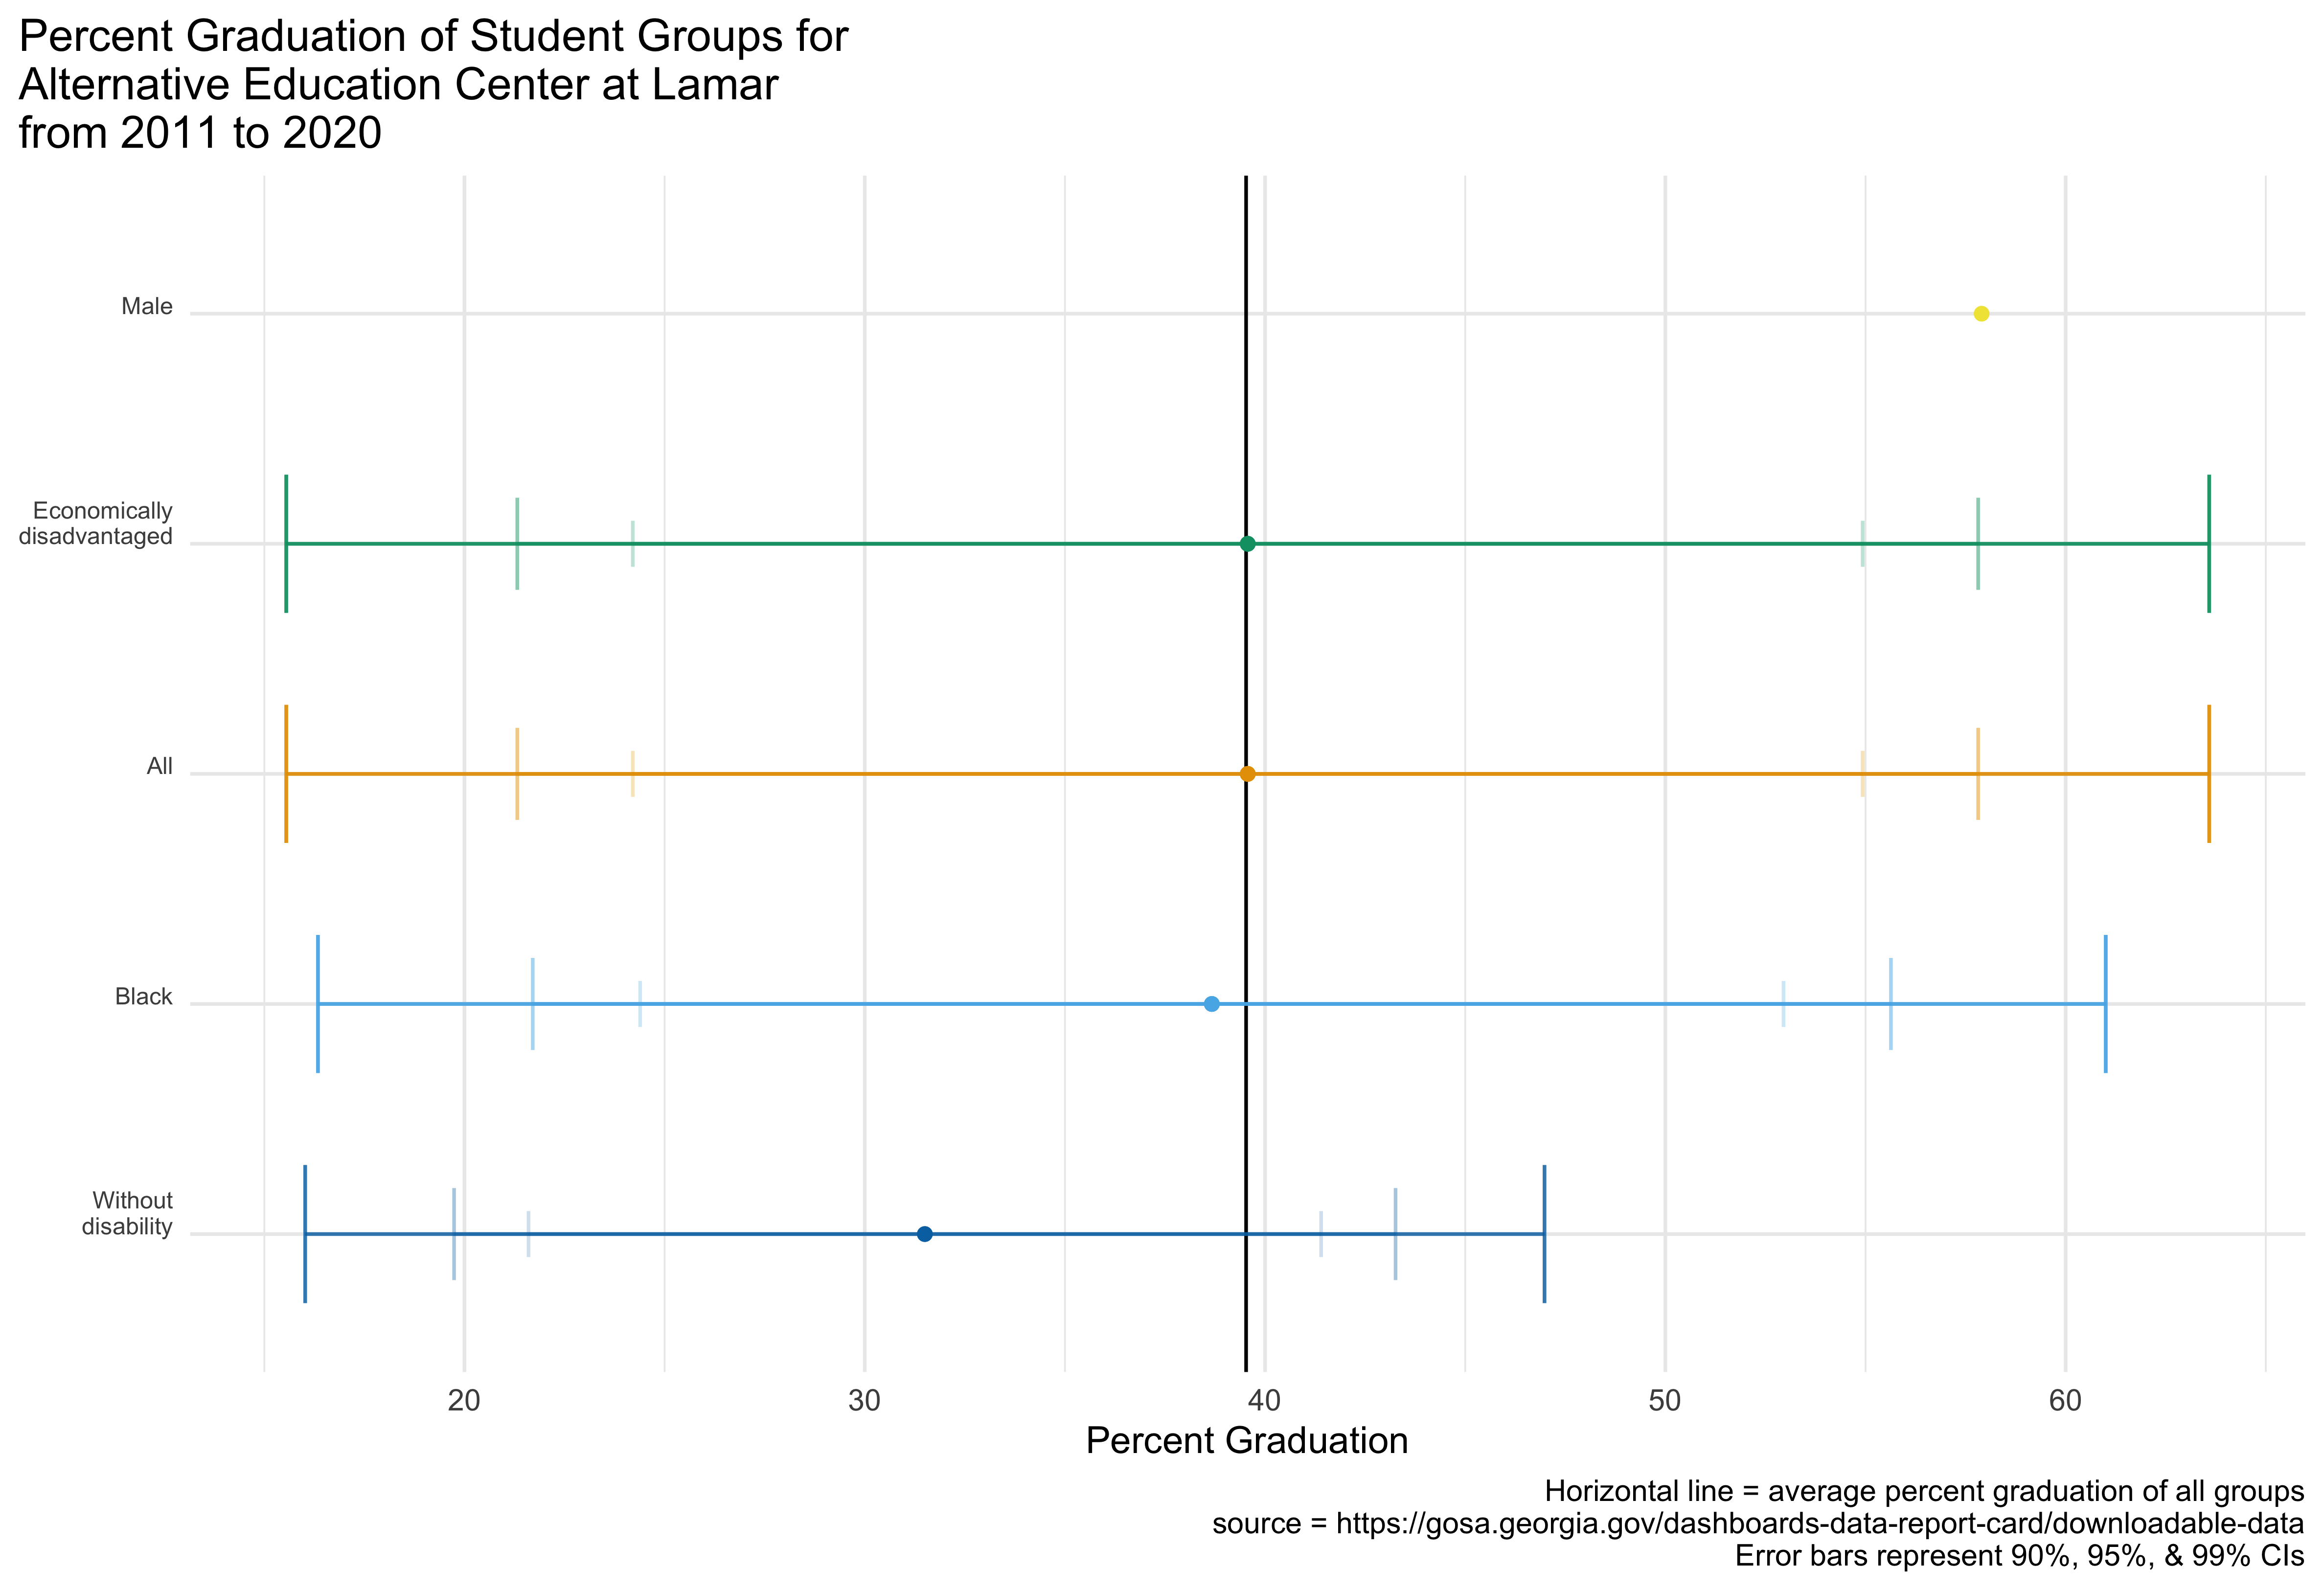 Percent Graduation of Student Groups for
Alternative Education Center at Lamar
from 2011 to 2020
Male
Economically
disadvantaged
All
Black
Without
disability
20 30 40 50 60
Percent Graduation
Horizontal line = average percent graduation of all groups
source = https://gosa.georgia.gov/dashboards-data-report-card/downloadable-data
Error bars represent 90%, 95%, & 99% CIs